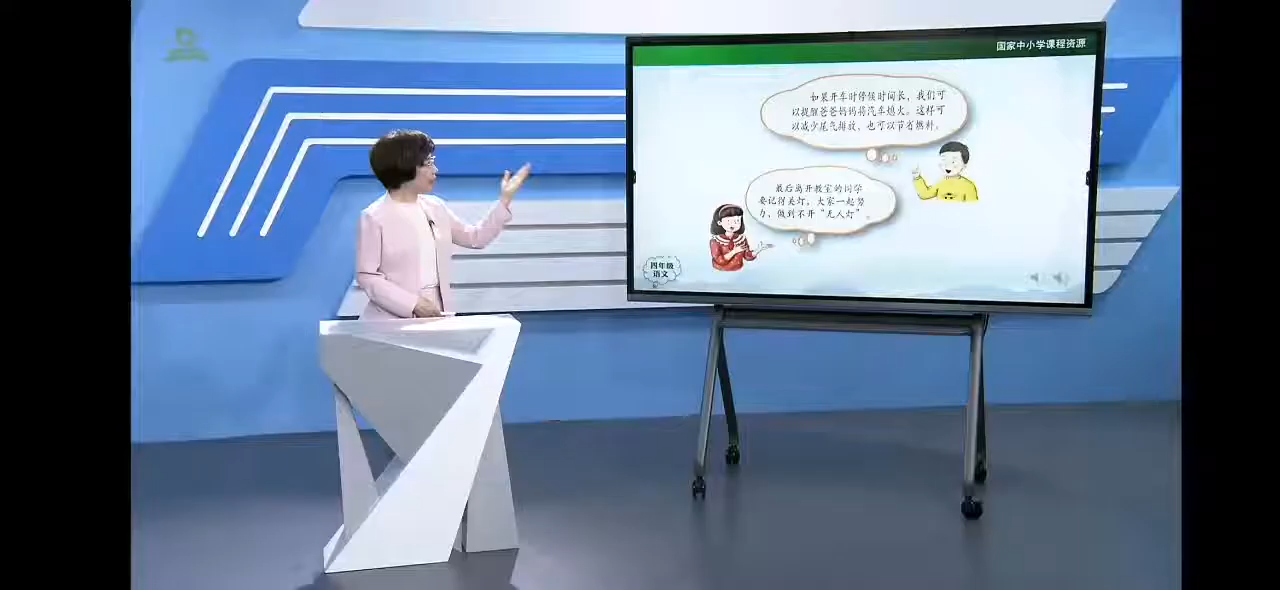 国家中小学课程资源
如果开车时停候时间长，我们可
以提醒爸爸妈妈将汽车熄火。这样可
以减少尾气排放，也可以节省燃料。
最后离开教室的同学
要记得关灯，大家一起努
力，做到不开“无人灯”。
四年级
语文